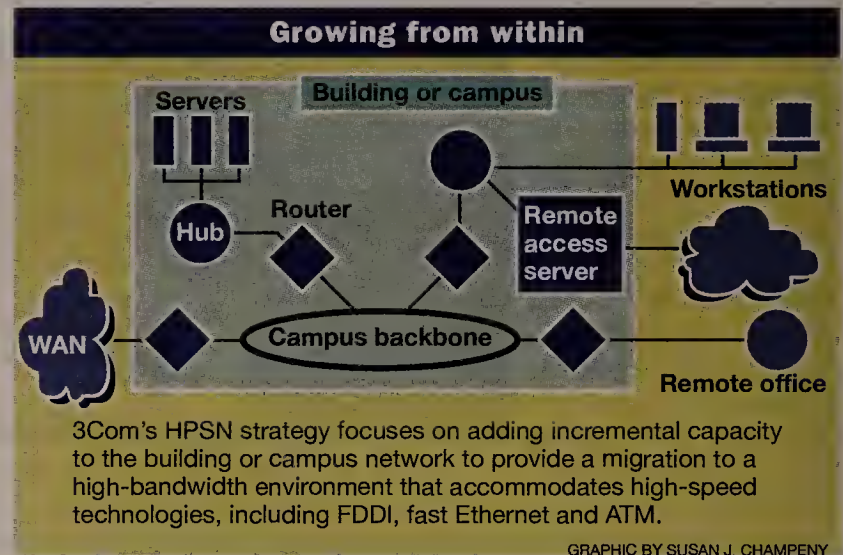 Growing from within
Building or campus
Servers
Hub
Router
Remote
access
server
Workstations
WAN
Campus backbone
Remote office
3Com's HPSN strategy focuses on adding incremental capacity
to the building or campus network to provide a migration to a
high-bandwidth environment that accommodates high-speed
technologies, including FDDI, fast Ethernet and ATM.
GRAPHIC BY SUSAN J. CHAMPENY